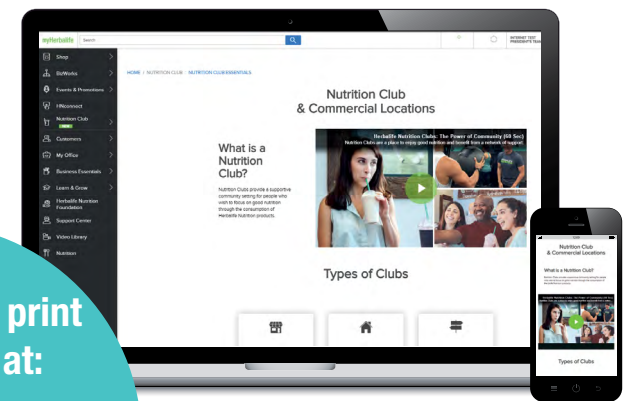 myHerbalife
Search
INTERNET TEST
PRESIDENT'S TEAM
Shop
BizWorks
Events & Promotions
HNconnect
Nutrition Club
NEW
Customers
My Office
Business Essentials
Learn & Grow
Herbalife Nutrition
Foundation
Support Center
Video Library
Nutrition
HOME / NUTRITION CLUB / NUTRITION CLUB ESSENTIALS
Nutrition Club
& Commercial Locations
What is a
Nutrition
Club?
Nutrition Clubs provide a supportive
community setting for people who
wish to focus on good nutrition
through the consumption of
Herbalife Nutrition products.
Herbalife Nutrition Clubs: The Power of Community (60 Sec)
Nutrition Clubs are a place to enjoy good nutrition and benefit from a network of support.
Types of Clubs
print
at:
Nutrition Club
& Commercial Locations
What is a Nutrition Club?
Types of Clubs